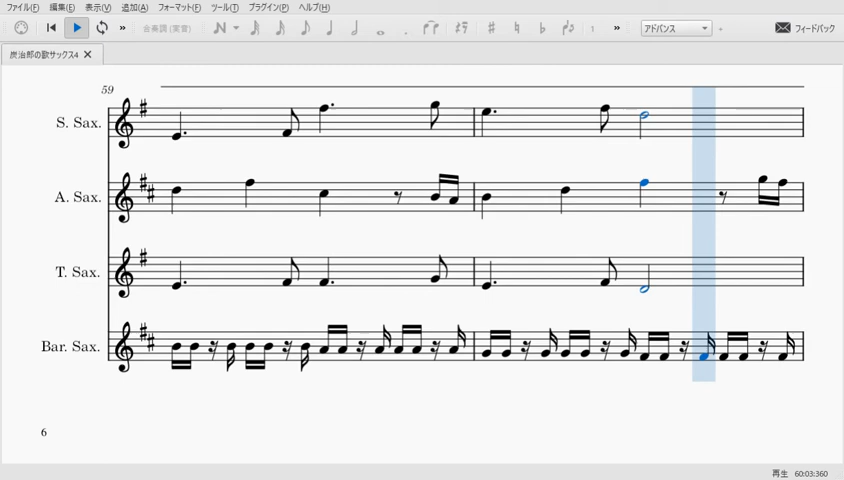 ファイル(F) 編集(E) 表示(V) 追加(A) フォーマット(F) ツール(T) プラグイン(P) ヘルプ(H)
» 合奏調 (実音) 1 » アドバンス フィードバック
炭治郎の歌サックス4 ×
59
S. Sax.
A. Sax.
T. Sax.
Bar. Sax.
6
再生 60:03:360